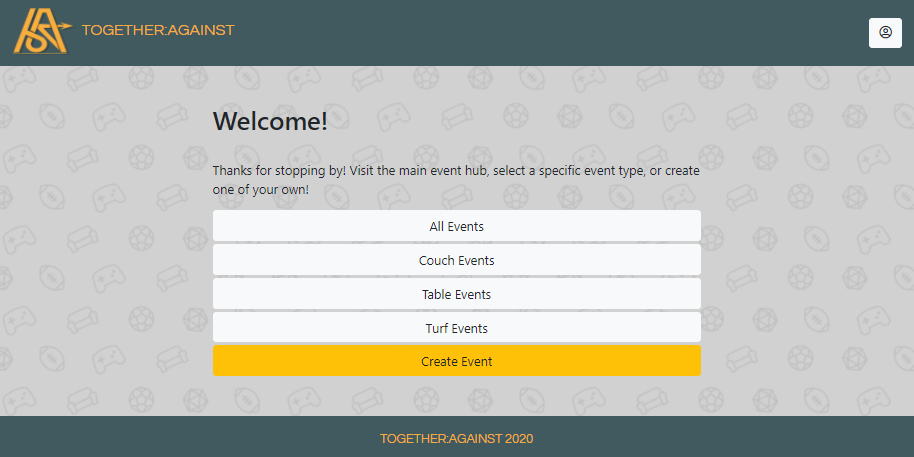 TOGETHER:AGAINST
Welcome!
Thanks for stopping by! Visit the main event hub, select a specific event type, or create
one of your own!
All Events
Couch Events
Table Events
Turf Events
Create Event
TOGETHER:AGAINST 2020